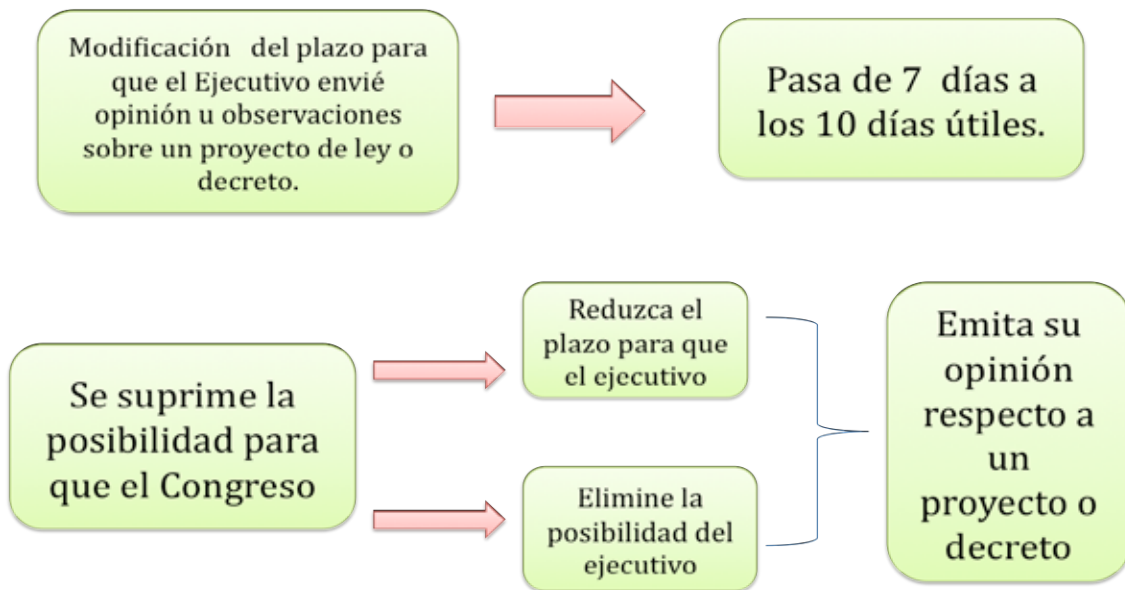 Modificación del plazo para
que el Ejecutivo envié
opinión u observaciones
sobre un proyecto de ley o
decreto.
Pasa de 7 días a
los 10 días útiles.
Se suprime la
posibilidad para
que el Congreso
Reduzca el
plazo para que
el ejecutivo
Elimine la
posibilidad del
ejecutivo
Emita su
opinión
respecto a
un
proyecto o
decreto